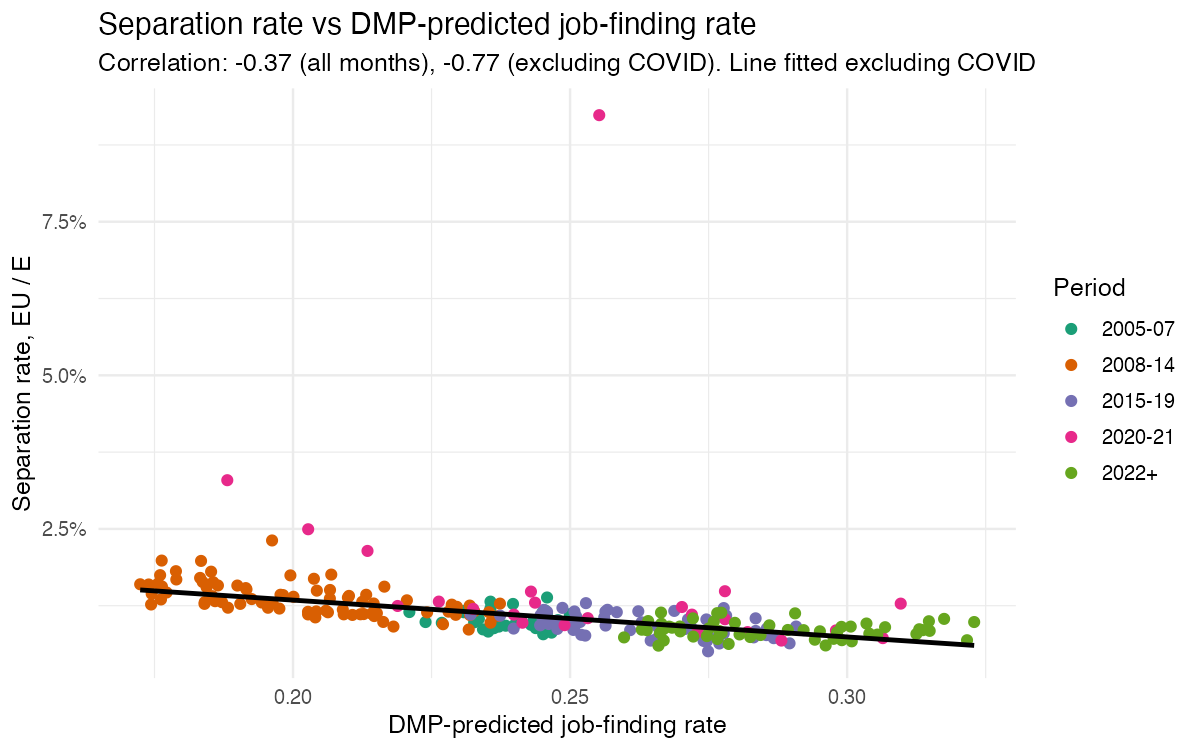 Separation rate vs DMP-predicted job-finding rate
Correlation: -0.37 (all months), -0.77 (excluding COVID). Line fitted excluding COVID
Separation rate, EU / E
7.5%
5.0%
2.5%
0.20
0.25
0.30
DMP-predicted job-finding rate
Period
2005-07
2008-14
2015-19
2020-21
2022+